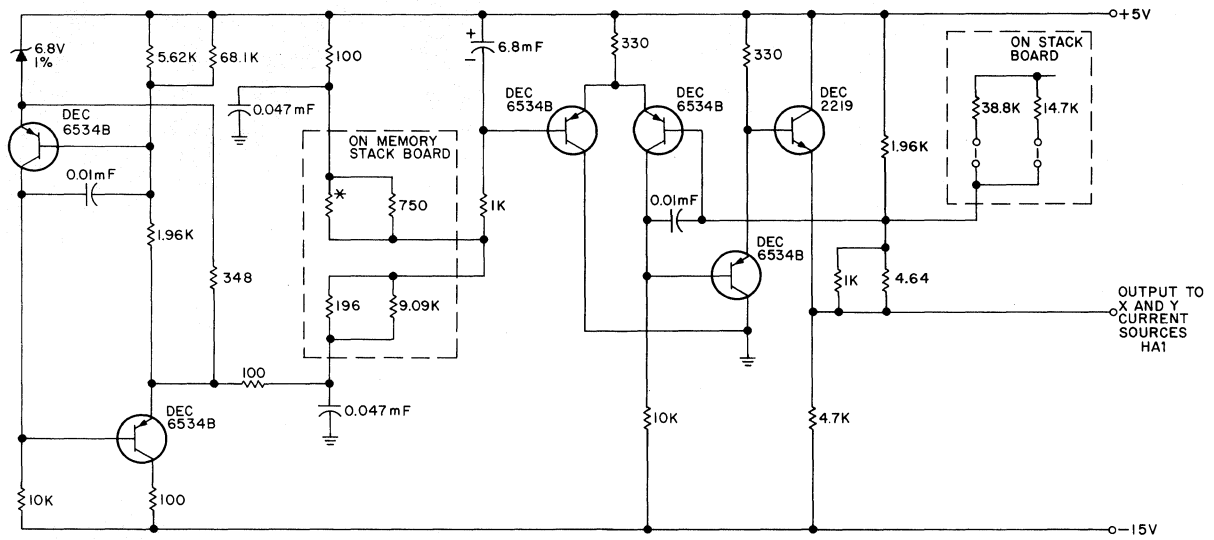 +5V
6.8V
1%
5.62K
68.1K
100
+
-
6.8mF
330
330
ON STACK
BOARD
38.8K
14.7K
DEC
6534B
0.047mF
DEC
6534B
DEC
6534B
DEC
2219
ON MEMORY
STACK BOARD
1.96K
0.01mF
*
750
1K
0.01mF
1.96K
348
DEC
6534B
196
9.09K
1K
4.64
OUTPUT TO
X AND Y
CURRENT
SOURCES
HA1
100
DEC
6534B
0.047mF
10K
4.7K
10K
100
-15V